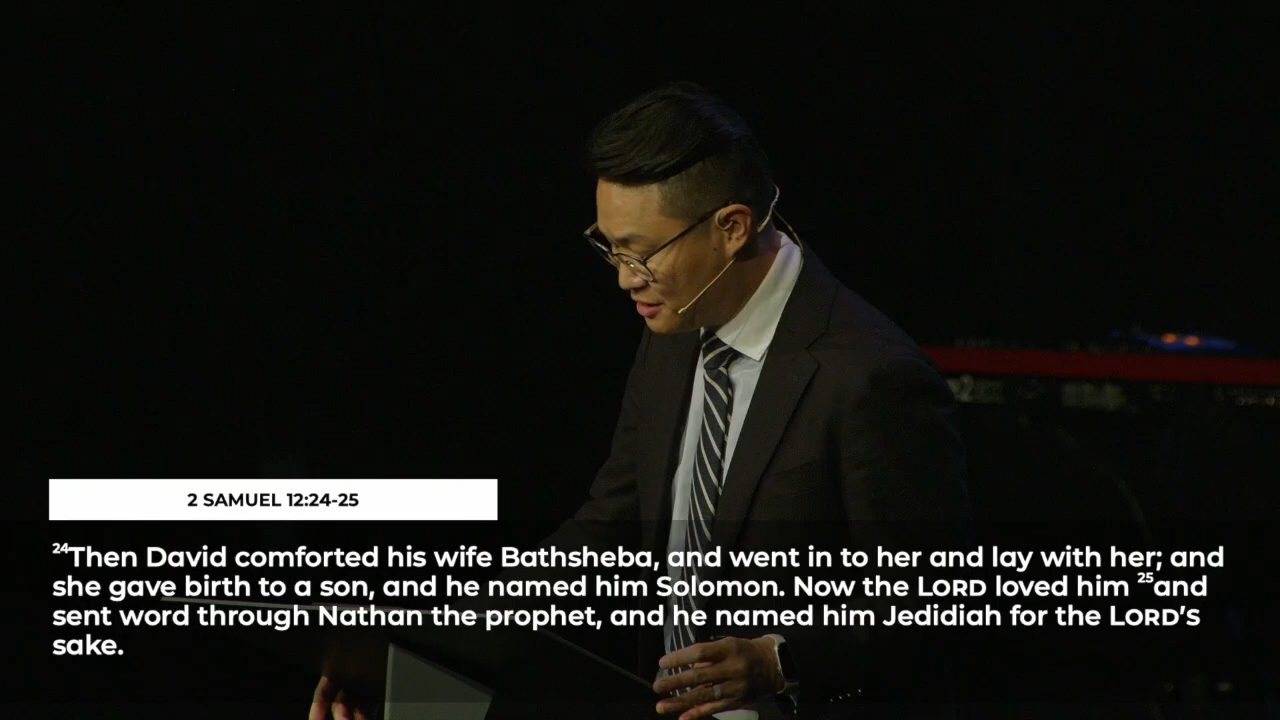 2 SAMUEL 12:24-25
24Then David comforted his wife Bathsheba, and went in to her and lay with her; and
she gave birth to a son, and he named him Solomon. Now the LORD loved him 25and
sent word through Nathan the prophet, and he named him Jedidiah for the LORD'S
sake.